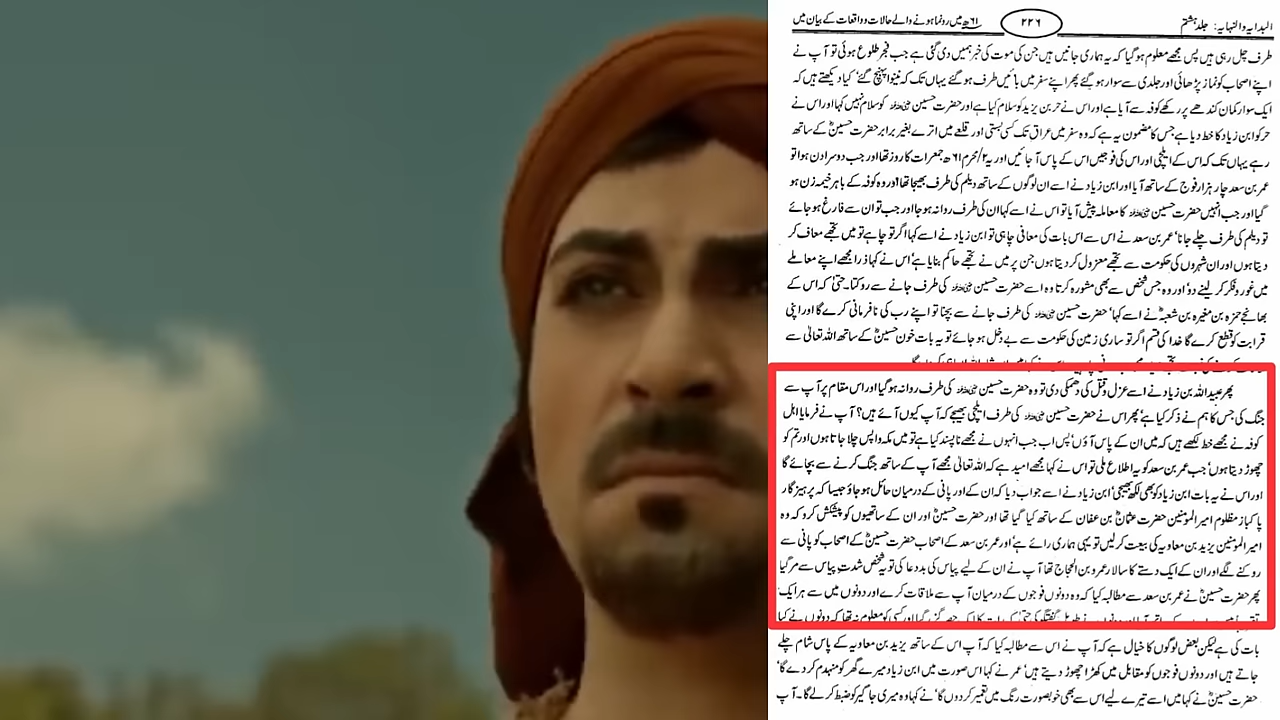 البدایہ والنہایہ: جلد ہشتم
۲۲۶
۶۱ھ میں رونما ہونے والے حالات و واقعات کے بیان میں
طرف چل رہی ہیں پس مجھے معلوم ہو گیا کہ یہ ہماری جانیں ہیں جن کی موت کی خبر ہمیں دی گئی ہے جب فجر طلوع ہوئی تو آپ نے
اپنے اصحاب کو نماز پڑھائی اور جلدی سے سوار ہو گئے پھر اپنے سفر میں بائیں طرف ہو گئے یہاں تک کہ نینوا پہنچ گئے' کیا دیکھتے ہیں کہ
ایک سوار کمان کندھے پر رکھے کوفہ سے آیا ہے اور اس نے حر بن یزید کو سلام کیا ہے اور حضرت حسین رضی اللہ عنہ کو سلام نہیں کہا اور اس نے
حر کو ابن زیاد کا خط دیا ہے جس کا مضمون یہ ہے کہ وہ سفر میں عراق تک کسی بستی اور قلعے میں اترے بغیر برابر حضرت حسینؓ کے ساتھ
رہے یہاں تک کہ اس کے ایلچی اور اس کی فوجیں اس کے پاس آ جائیں اور یہ ۲/محرم ۶۱ھ جمعرات کا روز تھا اور جب دوسرا دن ہوا تو
عمر بن سعد چار ہزار فوج کے ساتھ آیا اور ابن زیاد نے اسے ان لوگوں کے ساتھ دیلم کی طرف بھیجا تھا اور وہ کوفہ کے باہر خیمہ زن ہو
گیا اور جب انہیں حضرت حسین رضی اللہ عنہ کا معاملہ پیش آیا تو اس نے اسے کہا ان کی طرف روانہ ہو جا اور جب تو ان سے فارغ ہو جائے
تو دیلم کی طرف چلے جانا' عمر بن سعد نے اس سے اس بات کی معافی چاہی تو ابن زیاد نے اسے کہا اگر تو چاہے تو میں تجھے معاف کر
دیتا ہوں اور ان شہروں کی حکومت سے تجھے معزول کر دیتا ہوں جن پر میں نے تجھے حاکم بنایا ہے' اس نے کہا ذرا مجھے اپنے معاملے
میں غور و فکر کر لینے دو' اور وہ جس شخص سے بھی مشورہ کرتا وہ اسے حضرت حسین رضی اللہ عنہ کی طرف جانے سے روکتا۔ حتیٰ کہ اس کے
بھانجے حمزہ بن مغیرہ بن شعبہؓ نے اسے کہا' حضرت حسین رضی اللہ عنہ کی طرف جانے سے بچنا تو اپنے رب کی نافرمانی کرے گا اور اپنی
قرابت کو قطع کرے گا خدا کی قسم اگر تو ساری زمین کی حکومت سے بے دخل ہو جائے تو یہ بات خون حسینؓ کے ساتھ اللہ تعالیٰ سے
پھر عبید اللہ بن زیاد نے اسے عزل و قتل کی دھمکی دی تو وہ حضرت حسین رضی اللہ عنہ کی طرف روانہ ہو گیا اور اس مقام پر آپ سے
جنگ کی جس کا ہم نے ذکر کیا ہے' پھر اس نے حضرت حسین رضی اللہ عنہ کی طرف ایلچی بھیجے کہ آپ کیوں آئے ہیں؟ آپ نے فرمایا اہل
کوفہ نے مجھے خط لکھے ہیں کہ میں ان کے پاس آؤں' پس اب جب انہوں نے مجھے ناپسند کیا ہے تو میں مکہ واپس چلا جاتا ہوں اور تم کو
چھوڑ دیتا ہوں' جب عمر بن سعد کو یہ اطلاع ملی تو اس نے کہا مجھے امید ہے کہ اللہ تعالیٰ مجھے آپ کے ساتھ جنگ کرنے سے بچائے گا
اور اس نے یہ بات ابن زیاد کو بھی لکھ بھیجی' ابن زیاد نے اسے جواب دیا کہ ان کے اور پانی کے درمیان حائل ہو جاؤ جیسا کہ پرہیز گار
پاکباز مظلوم امیر المومنین حضرت عثمانؓ بن عفان کے ساتھ کیا گیا تھا اور حضرت حسینؓ اور ان کے ساتھیوں کو پیشکش کرو کہ وہ
امیر المومنین یزید بن معاویہ کی بیعت کر لیں تو یہی ہماری رائے ہے' اور عمر بن سعد کے اصحاب حضرت حسینؓ کے اصحاب کو پانی سے
روکنے لگے اور ان کے ایک دستے کا سالار عمرو بن الحجاج تھا آپ نے ان کے لیے پیاس کی بددعا کی تو یہ شخص شدت پیاس سے مر گیا
پھر حضرت حسینؓ نے عمر بن سعد سے مطالبہ کیا کہ وہ دونوں فوجوں کے درمیان آپ سے ملاقات کرے اور دونوں میں سے ہر ایک
بات کی ہے لیکن بعض لوگوں کا خیال ہے کہ آپ نے اس سے مطالبہ کیا کہ آپ اس کے ساتھ یزید بن معاویہ کے پاس شام چلے
جاتے ہیں اور دونوں فوجوں کو مقابل میں کھڑا چھوڑ دیتے ہیں' عمر نے کہا اس صورت میں ابن زیاد میرے گھر کو منہدم کر دے گا'
حضرت حسینؓ نے کہا میں اسے تیرے لیے اس سے بھی خوبصورت رنگ میں تعمیر کر دوں گا' نے کہا وہ میری جاگیر کو ضبط کر لے گا۔ آپ